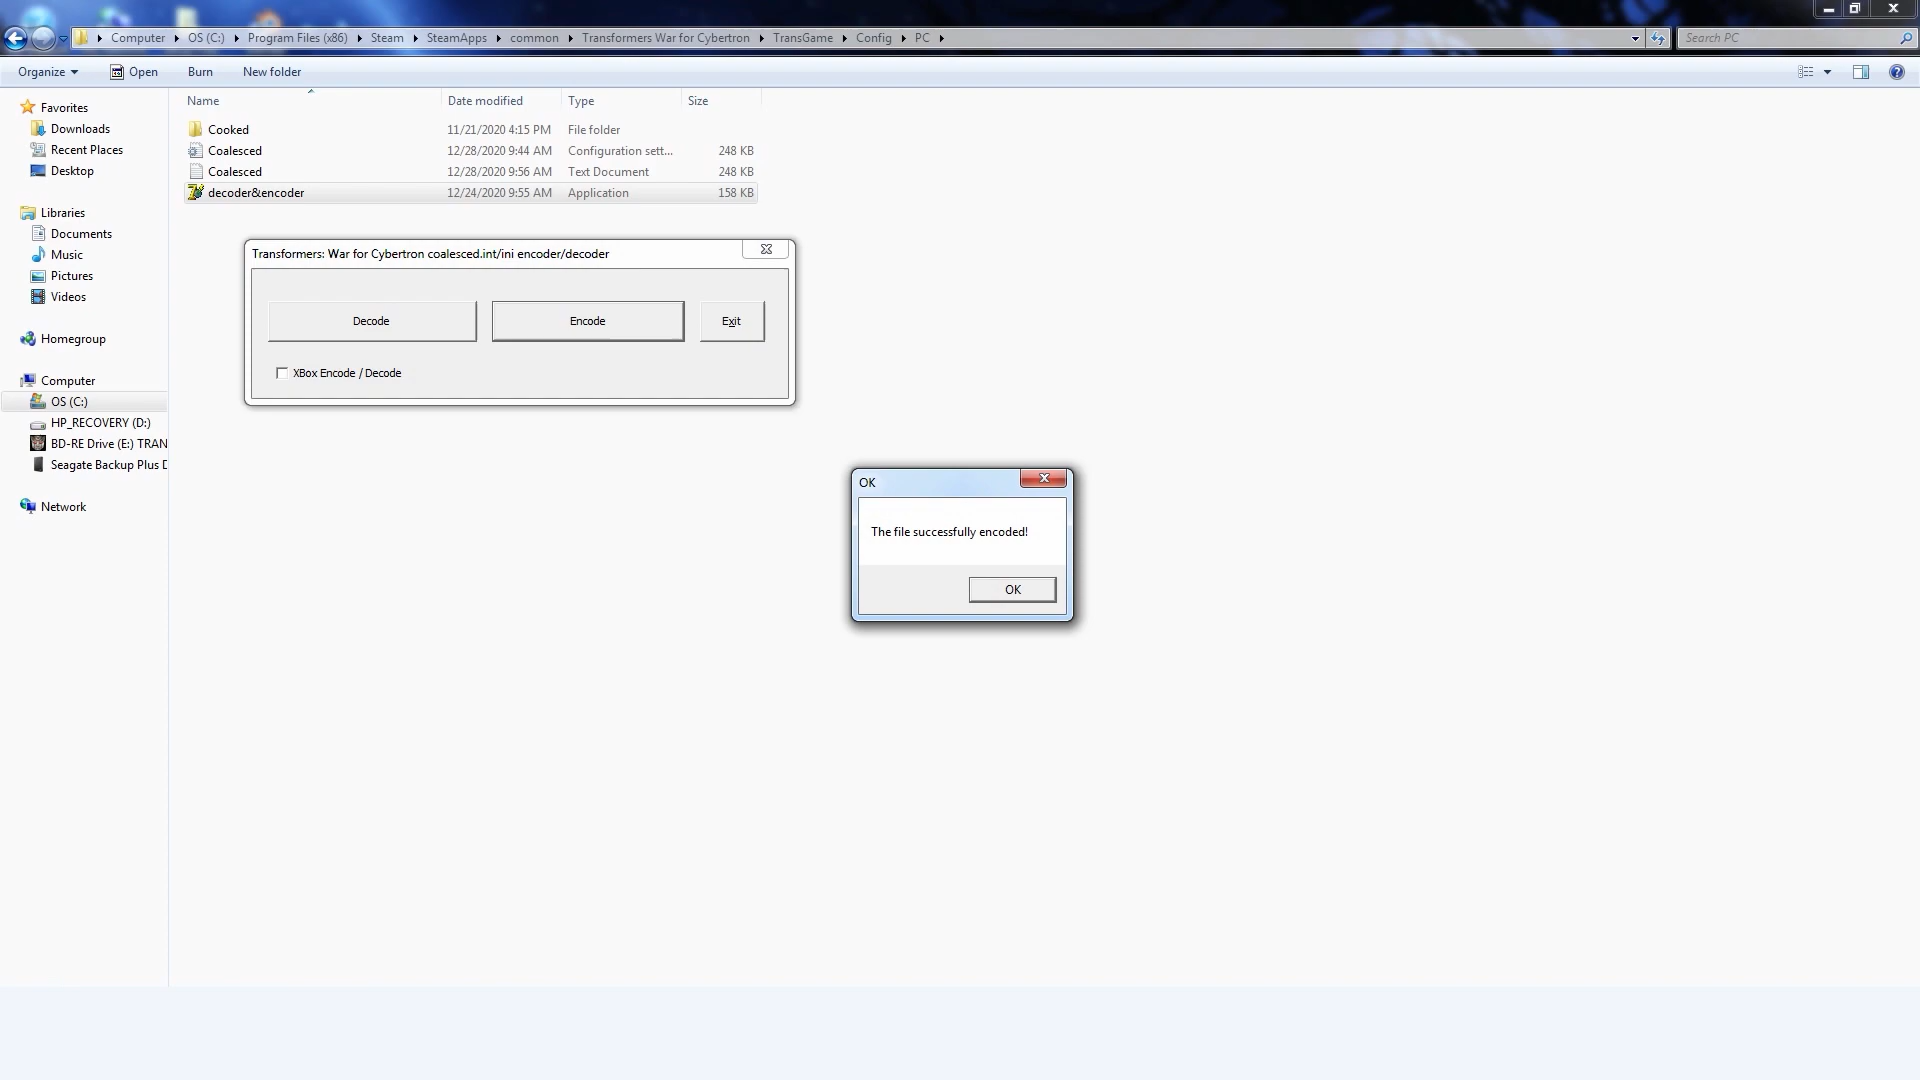 Computer OS (C:) Program Files (x86) Steam SteamApps common Transformers War for Cybertron TransGame Config PC Search PC
Organize Open Burn New folder
Favorites
Downloads
Recent Places
Desktop
Libraries
Documents
Music
Pictures
Videos
Homegroup
Computer
OS (C:)
HP_RECOVERY (D:)
BD-RE Drive (E:) TRAN
Seagate Backup Plus D
Network
Name Date modified Type Size
Cooked 11/21/2020 4:15 PM File folder
Coalesced 12/28/2020 9:44 AM Configuration sett... 248 KB
Coalesced 12/28/2020 9:56 AM Text Document 248 KB
decoder&encoder 12/24/2020 9:55 AM Application 158 KB
Transformers: War for Cybertron coalesced.int/ini encoder/decoder
Decode Encode Exit
XBox Encode / Decode
OK
The file successfully encoded!
OK